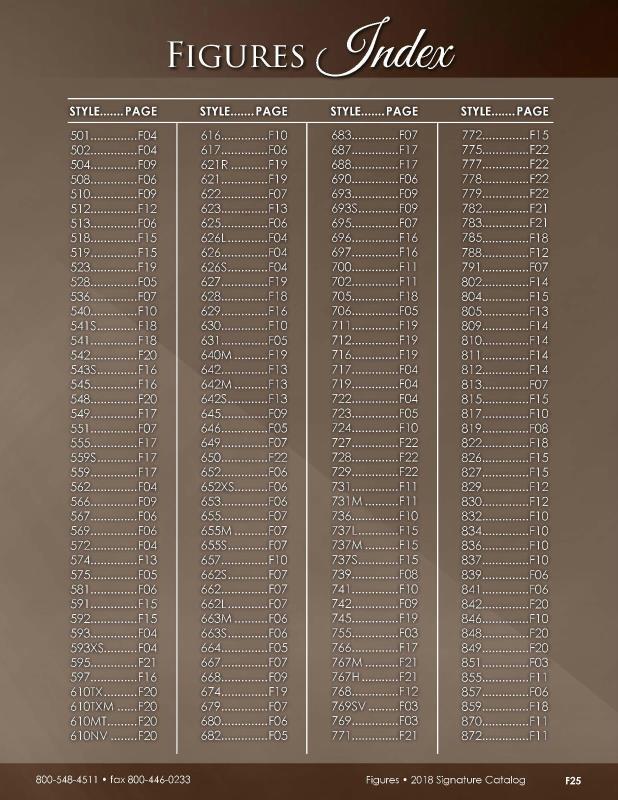 FIGURES Index
STYLE.......PAGE
501..............F04
502..............F04
504..............F09
508..............F06
510..............F09
512..............F12
513..............F06
518..............F15
519..............F15
523..............F19
528..............F05
536..............F07
540..............F10
541S............F18
541..............F18
542..............F20
543S............F16
545..............F16
548..............F20
549..............F17
551..............F07
555..............F17
559S............F17
559..............F17
562..............F04
566..............F09
567..............F06
569..............F06
572..............F04
574..............F13
575..............F05
581..............F06
591..............F15
592..............F15
593..............F04
593XS..........F04
595..............F21
597..............F16
610TX..........F20
610TXM ......F20
610MT.........F20
610NV ........F20
STYLE.......PAGE
616..............F10
617..............F06
621R ...........F19
621..............F19
622..............F07
623..............F13
625..............F06
626L............F04
626..............F04
626S............F04
627..............F19
628..............F18
629..............F16
630..............F10
631..............F05
640M ..........F19
642..............F13
642M ..........F13
642S............F13
645..............F09
646..............F05
649..............F07
650..............F22
652..............F06
652XS..........F06
653..............F06
655..............F07
655M ..........F07
655S............F07
657..............F10
662S............F07
662..............F07
662L............F07
663M ..........F06
663S............F06
664..............F05
667..............F07
668..............F09
674..............F19
679..............F07
680..............F06
682..............F05
STYLE.......PAGE
683..............F07
687..............F17
688..............F17
690..............F06
693..............F09
693S............F09
695..............F07
696..............F16
697..............F16
700..............F11
702..............F11
705..............F18
706..............F05
711..............F19
712..............F19
716..............F19
717..............F04
719..............F04
722..............F04
723..............F05
724..............F10
727..............F22
728..............F22
729..............F22
731..............F11
731M ..........F11
736..............F10
737L............F15
737M ..........F15
737S............F15
739..............F08
741..............F10
742..............F09
745..............F19
755..............F03
766..............F17
767M ..........F21
767H ...........F21
768..............F12
769SV .........F03
769..............F03
771..............F21
STYLE.......PAGE
772..............F15
775..............F22
777..............F22
778..............F22
779..............F22
782..............F21
783..............F21
785..............F18
788..............F12
791..............F07
802..............F14
804..............F15
805..............F13
809..............F14
810..............F14
811..............F14
812..............F14
813..............F07
815..............F15
817..............F10
819..............F08
822..............F18
826..............F15
827..............F15
829..............F12
830..............F12
832..............F10
834..............F10
836..............F10
837..............F10
839..............F06
841..............F06
842..............F20
846..............F10
848..............F20
849..............F20
851..............F03
855..............F11
857..............F06
859..............F18
870..............F11
872..............F11
800-548-4511 • fax 800-446-0233
Figures • 2018 Signature Catalog F25